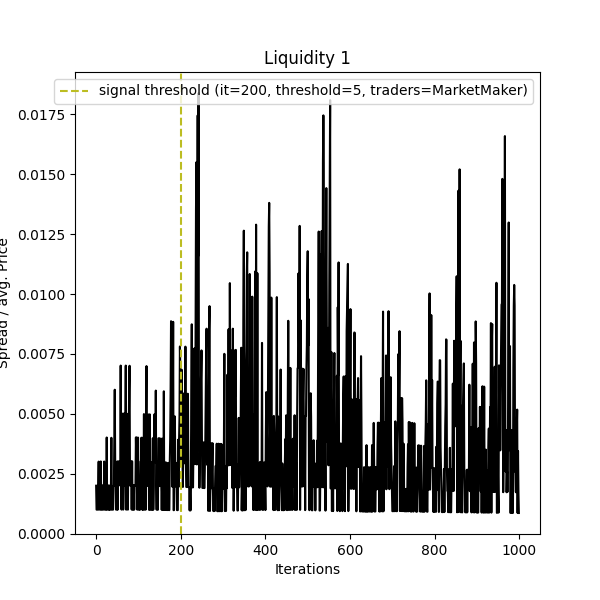 Liquidity 1
signal threshold (it=200, threshold=5, traders=MarketMaker)
Spread / avg. Price
0.0175
0.0150
0.0125
0.0100
0.0075
0.0050
0.0025
0.0000
0 200 400 600 800 1000
Iterations